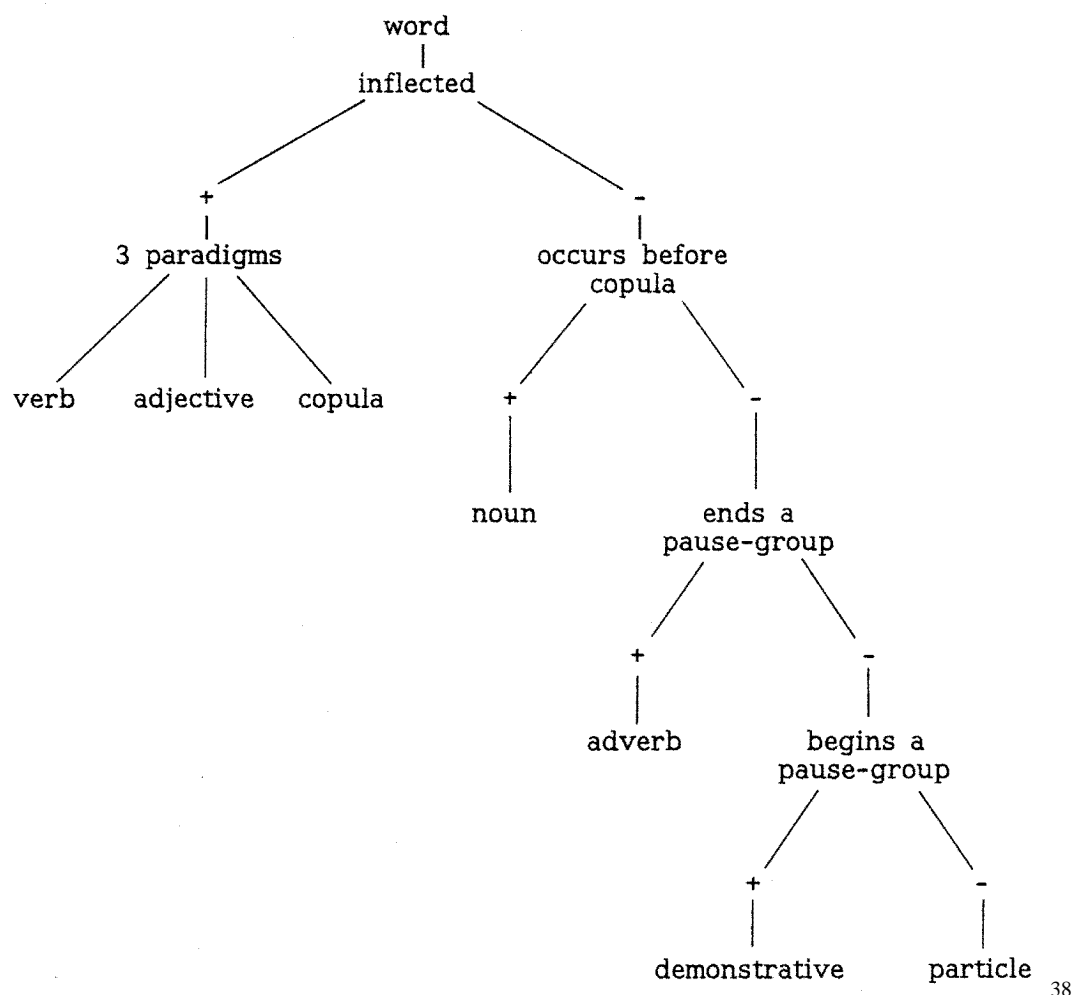 word
inflected
+
-
3 paradigms
occurs before
copula
verb adjective copula
+
-
noun
ends a
pause-group
+
-
adverb
begins a
pause-group
+
-
demonstrative
particle
38